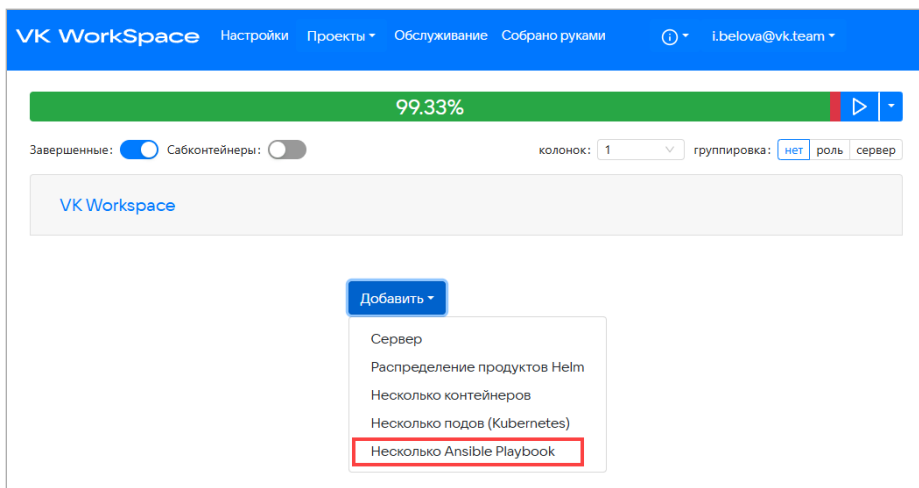 VK WorkSpace Настройки Проекты Обслуживание Собрано руками i.belova@vk.team
99.33%
Завершенные: Сабконтейнеры: колонок: 1 группировка: нет роль сервер
VK Workspace
Добавить
Сервер
Распределение продуктов Helm
Несколько контейнеров
Несколько подов (Kubernetes)
Несколько Ansible Playbook